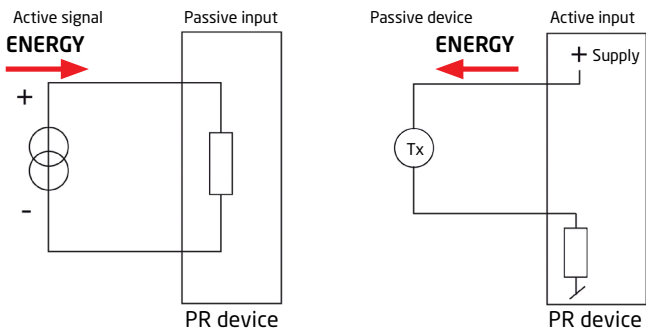 Active signal
Passive input
ENERGY
+
-
PR device
Passive device
Active input
ENERGY
+ Supply
Tx
PR device